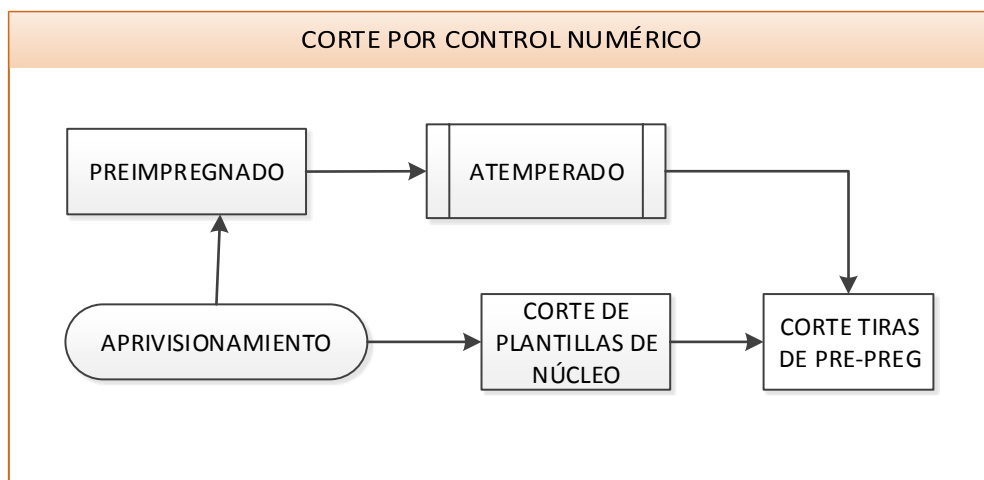 CORTE POR CONTROL NUMÉRICO
PREIMPREGNADO
ATEMPERADO
APRIVISIONAMIENTO
CORTE DE
PLANTILLAS DE
NÚCLEO
CORTE TIRAS
DE PRE-PREG